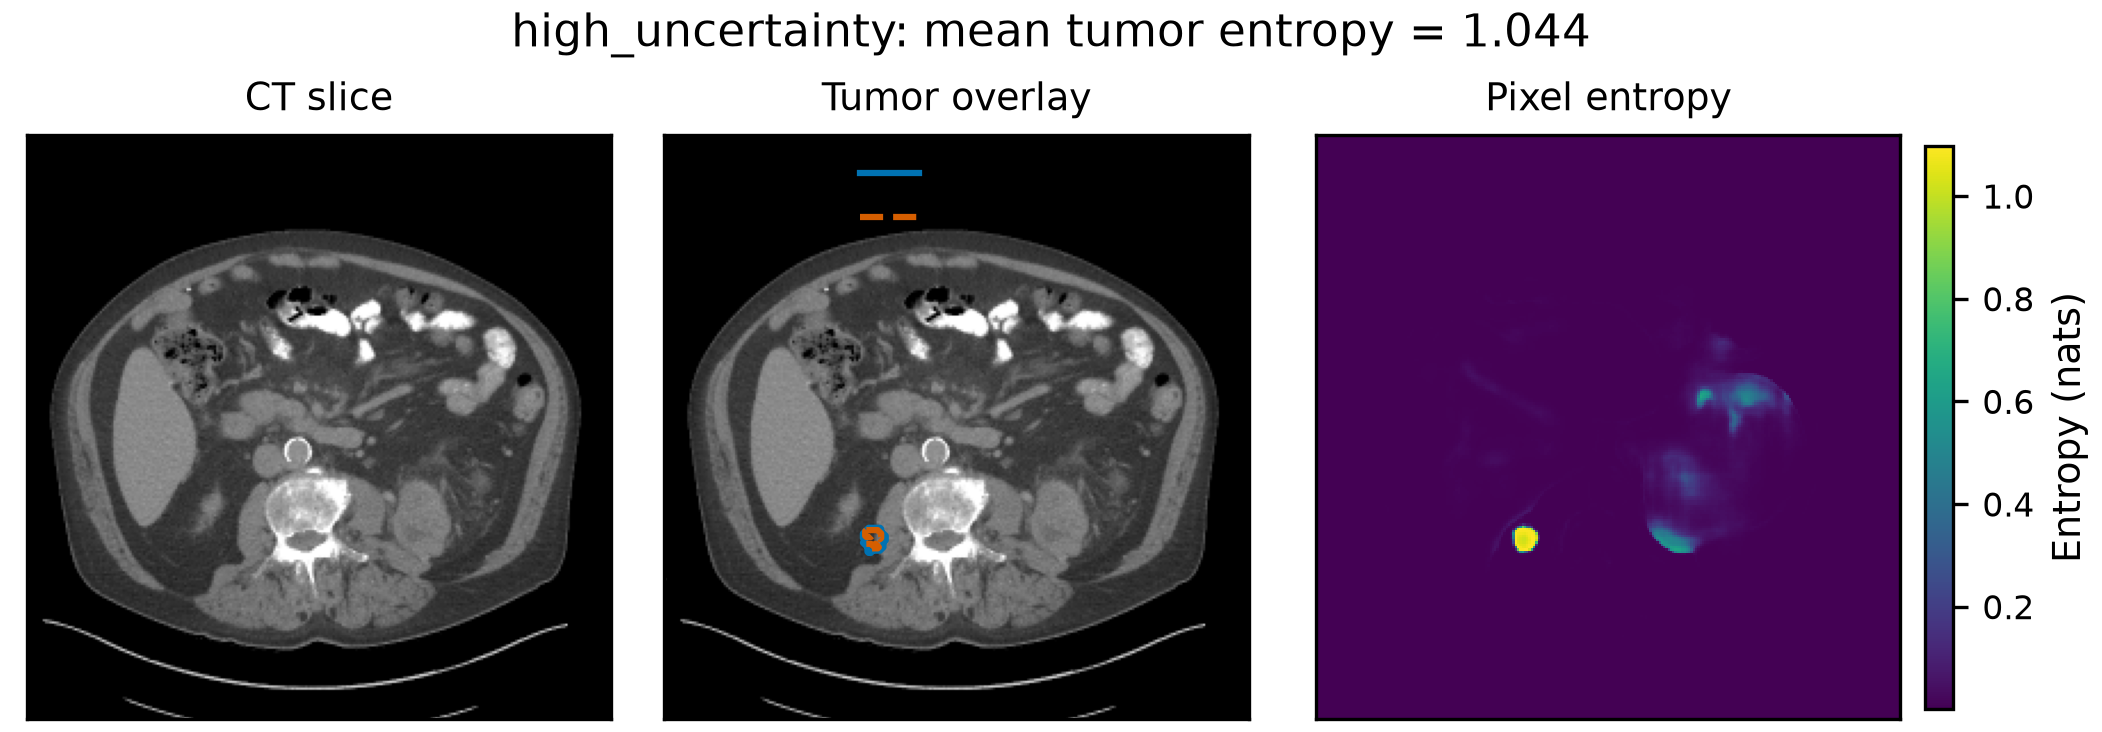 high_uncertainty: mean tumor entropy = 1.044
CT slice
Tumor overlay
Pixel entropy
1.0
0.8
0.6
0.4
0.2
Entropy (nats)